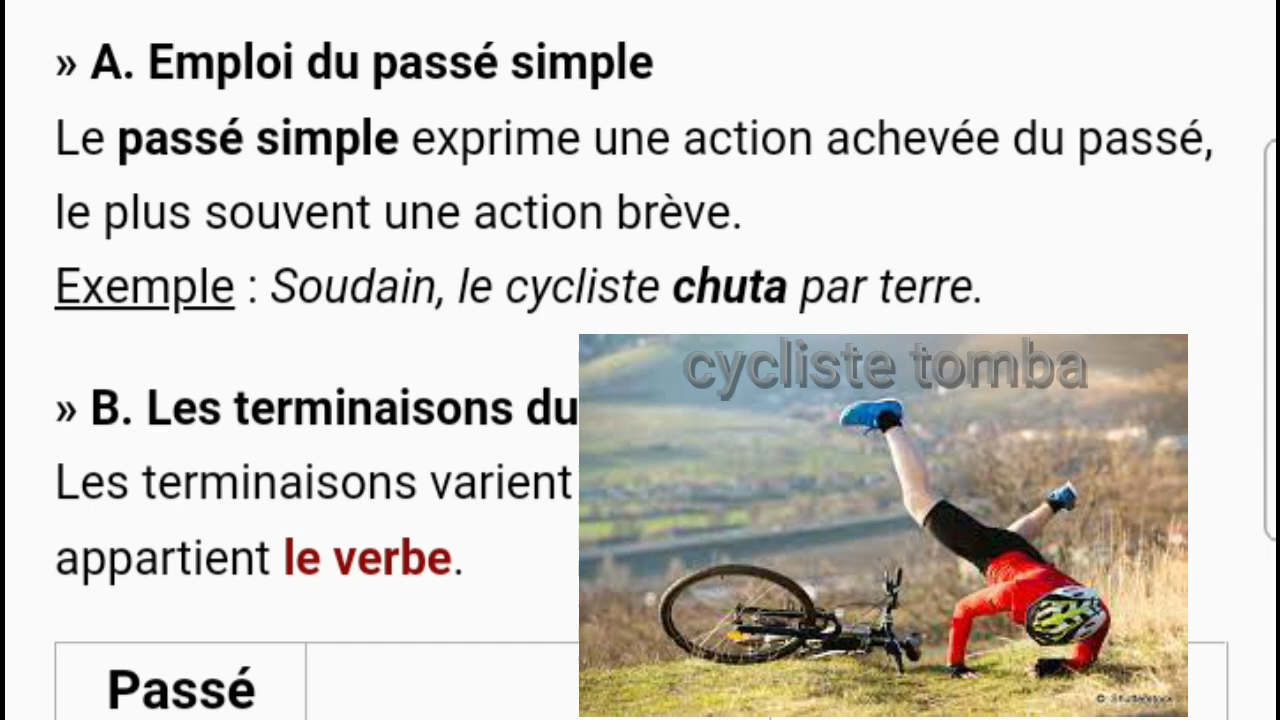 » A. Emploi du passé simple
Le passé simple exprime une action achevée du passé,
le plus souvent une action brève.
Exemple : Soudain, le cycliste chuta par terre.
cycliste tomba
» B. Les terminaisons du
Les terminaisons varient
appartient le verbe.
Passé
© Shutterstock